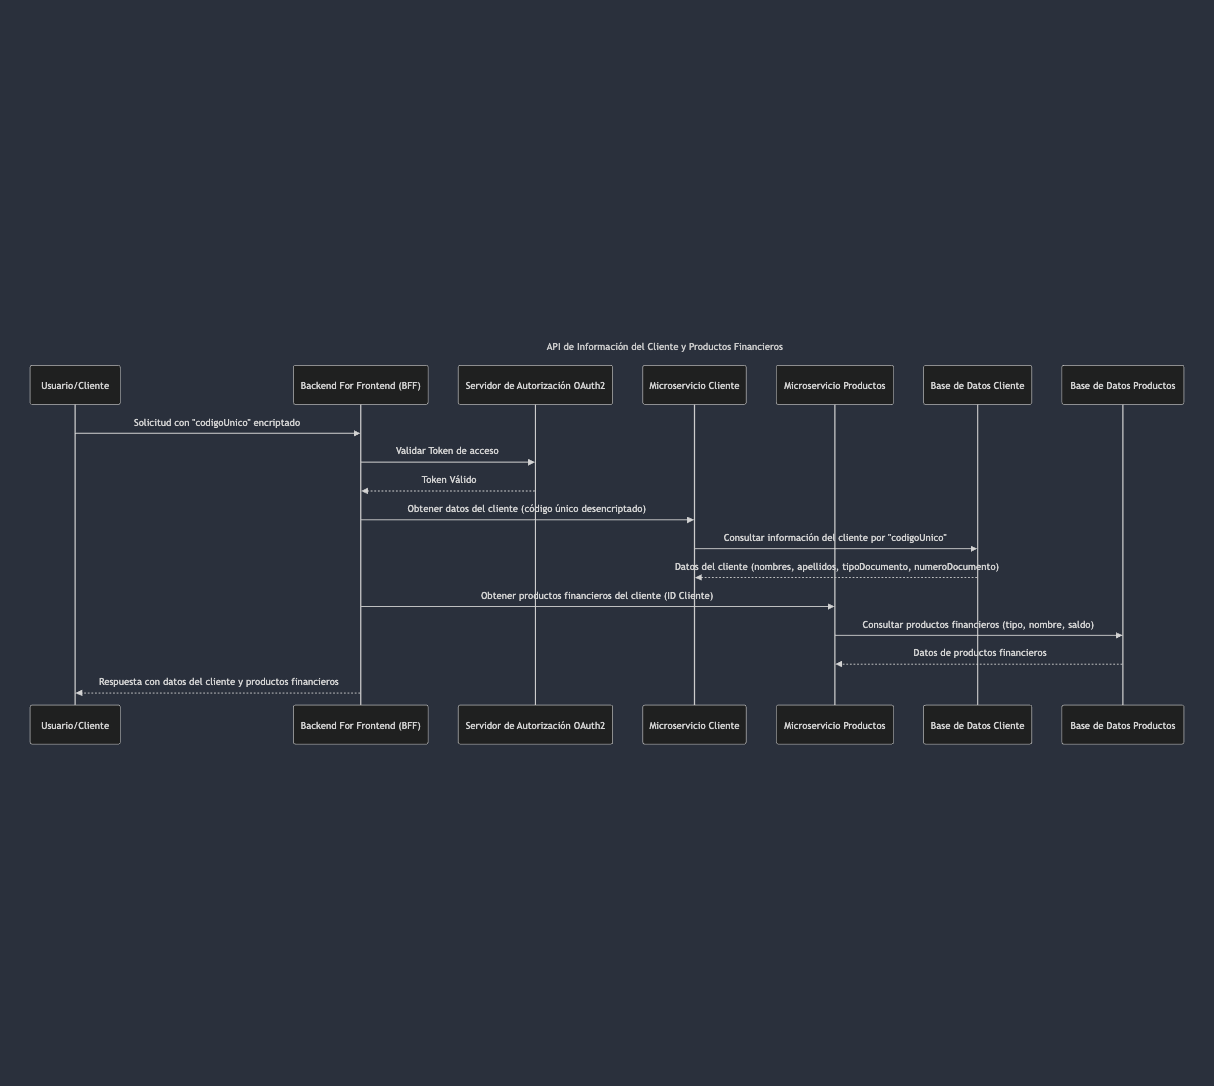 API de Información del Cliente y Productos Financieros
Usuario/Cliente
Backend For Frontend (BFF)
Servidor de Autorización OAuth2
Microservicio Cliente
Microservicio Productos
Base de Datos Cliente
Base de Datos Productos
Solicitud con "codigoUnico" encriptado
Validar Token de acceso
Token Válido
Obtener datos del cliente (código único desencriptado)
Consultar información del cliente por "codigoUnico"
Datos del cliente (nombres, apellidos, tipoDocumento, numeroDocumento)
Obtener productos financieros del cliente (ID Cliente)
Consultar productos financieros (tipo, nombre, saldo)
Datos de productos financieros
Respuesta con datos del cliente y productos financieros
Usuario/Cliente
Backend For Frontend (BFF)
Servidor de Autorización OAuth2
Microservicio Cliente
Microservicio Productos
Base de Datos Cliente
Base de Datos Productos